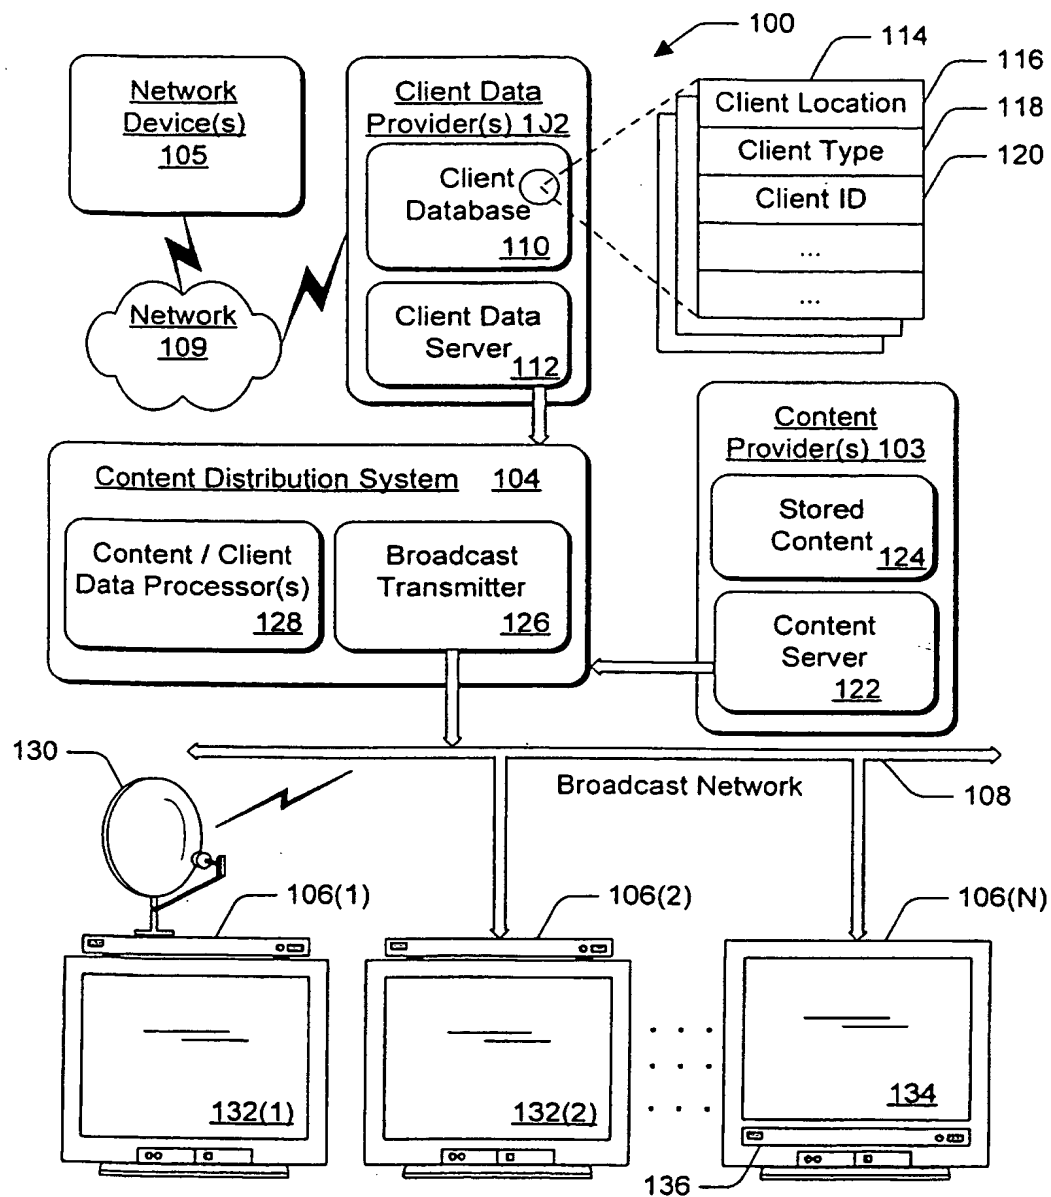 100
Network
Device(s)
105
Network
109
Client Data
Provider(s) 102
Client
Database
110
Client Data
Server
112
114
Client Location
Client Type
Client ID
...
...
116
118
120
Content Distribution System 104
Content / Client
Data Processor(s)
128
Broadcast
Transmitter
126
Content
Provider(s) 103
Stored
Content
124
Content
Server
122
130
Broadcast Network
108
106(1)
106(2)
106(N)
132(1)
132(2)
134
136